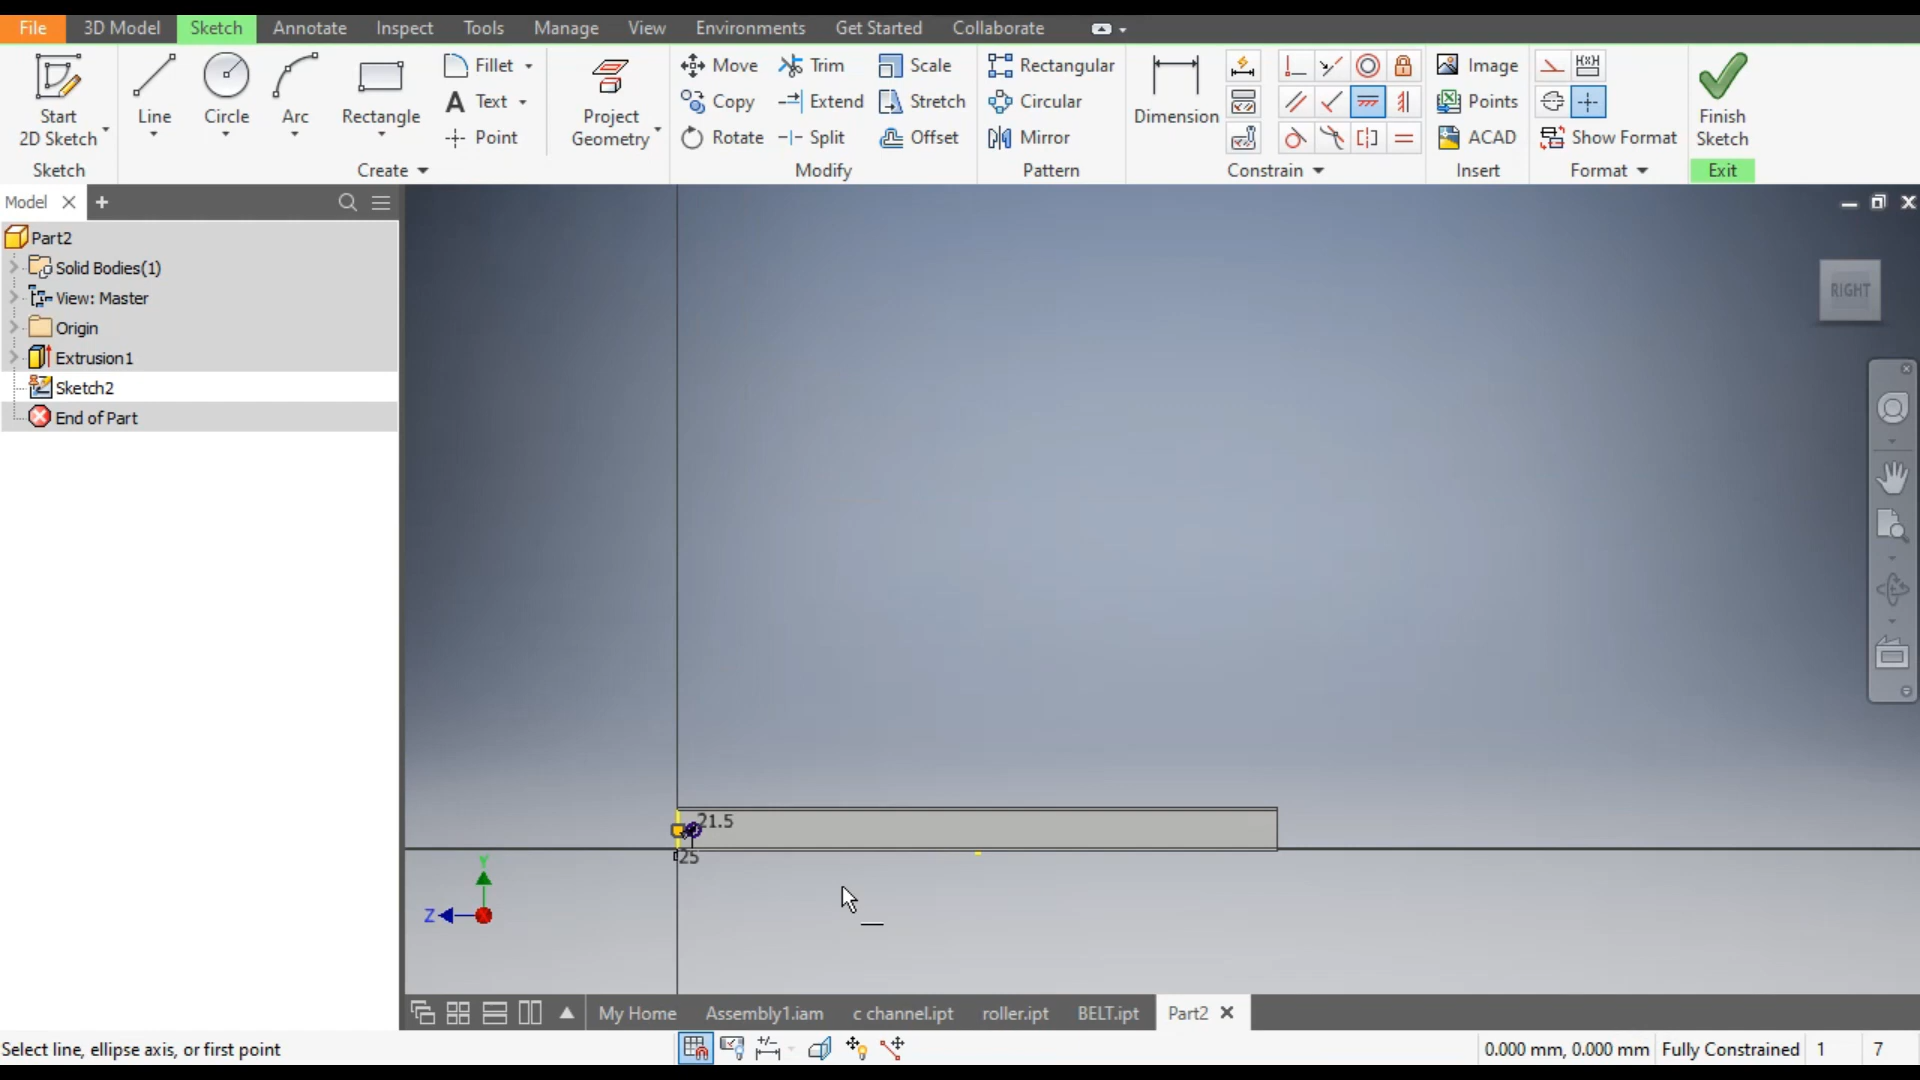 File 3D Model Sketch Annotate Inspect Tools Manage View Environments Get Started Collaborate
Start
2D Sketch
Line
Circle
Arc
Rectangle
Fillet
Text
Point
Project
Geometry
Move Trim Scale
Copy Extend Stretch
Rotate Split Offset
Rectangular
Circular
Mirror
Dimension
Image
Points
ACAD
Show Format
Finish
Sketch
Sketch Create Modify Pattern Constrain Insert Format Exit
Model
Part2
Solid Bodies(1)
View: Master
Origin
Extrusion1
Sketch2
End of Part
RIGHT
21.5
25
Y
Z
My Home Assembly1.iam c channel.ipt roller.ipt BELT.ipt Part2
Select line, ellipse axis, or first point
0.000 mm, 0.000 mm Fully Constrained 1 7